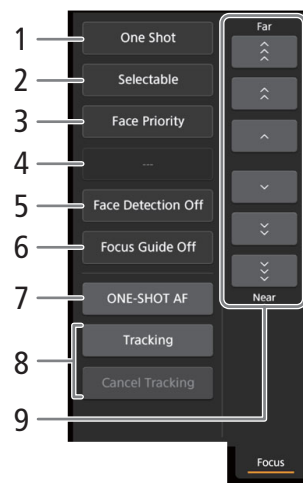 1
One Shot
2
Selectable
3
Face Priority
4
---
5
Face Detection Off
6
Focus Guide Off
7
ONE-SHOT AF
8
Tracking
Cancel Tracking
9
Far
Near
Focus